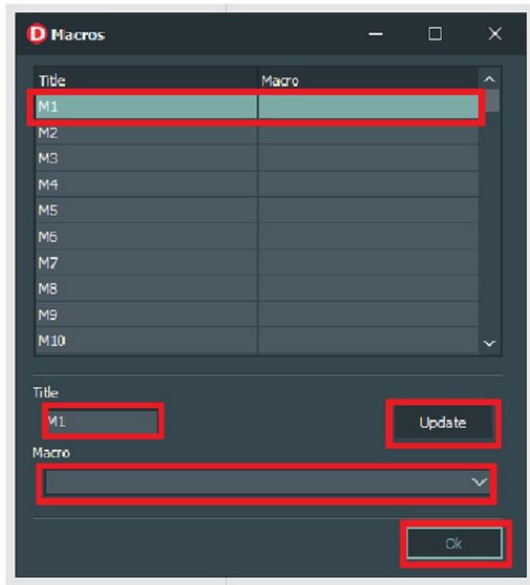 D Macros
Title Macro
M1
M2
M3
M4
M5
M6
M7
M8
M9
M10
Title
M1 Update
Macro
Ok